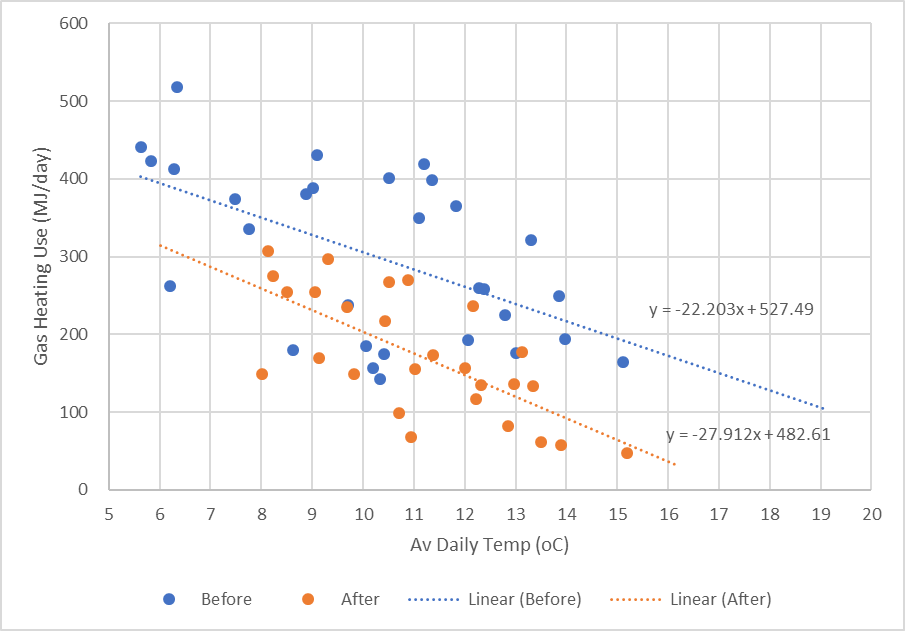 600
500
400
300
200
100
0
Gas Heating Use (MJ/day)
y = -22.203x + 527.49
y = -27.912x + 482.61
5 6 7 8 9 10 11 12 13 14 15 16 17 18 19 20
Av Daily Temp (oC)
Before After Linear (Before) Linear (After)